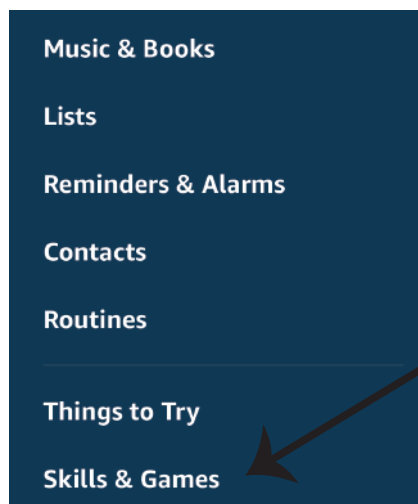 Music & Books
Lists
Reminders & Alarms
Contacts
Routines
Things to Try
Skills & Games